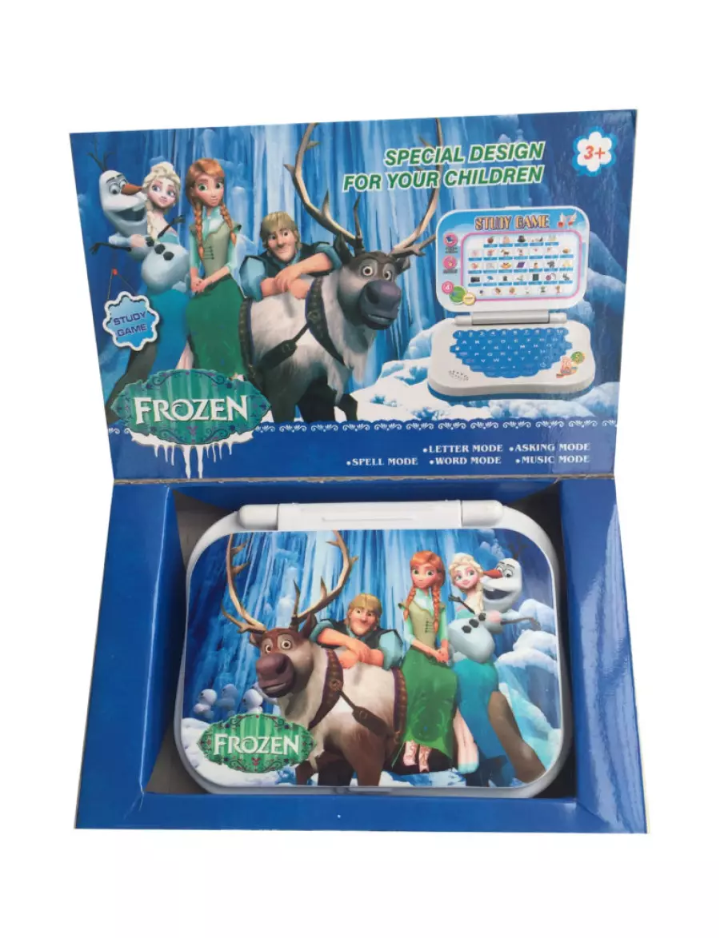 SPECIAL DESIGN
FOR YOUR CHILDREN
3+
STUDY GAME
STUDY
GAME
FROZEN
•LETTER MODE •ASKING MODE
•SPELL MODE •WORD MODE •MUSIC MODE
FROZEN